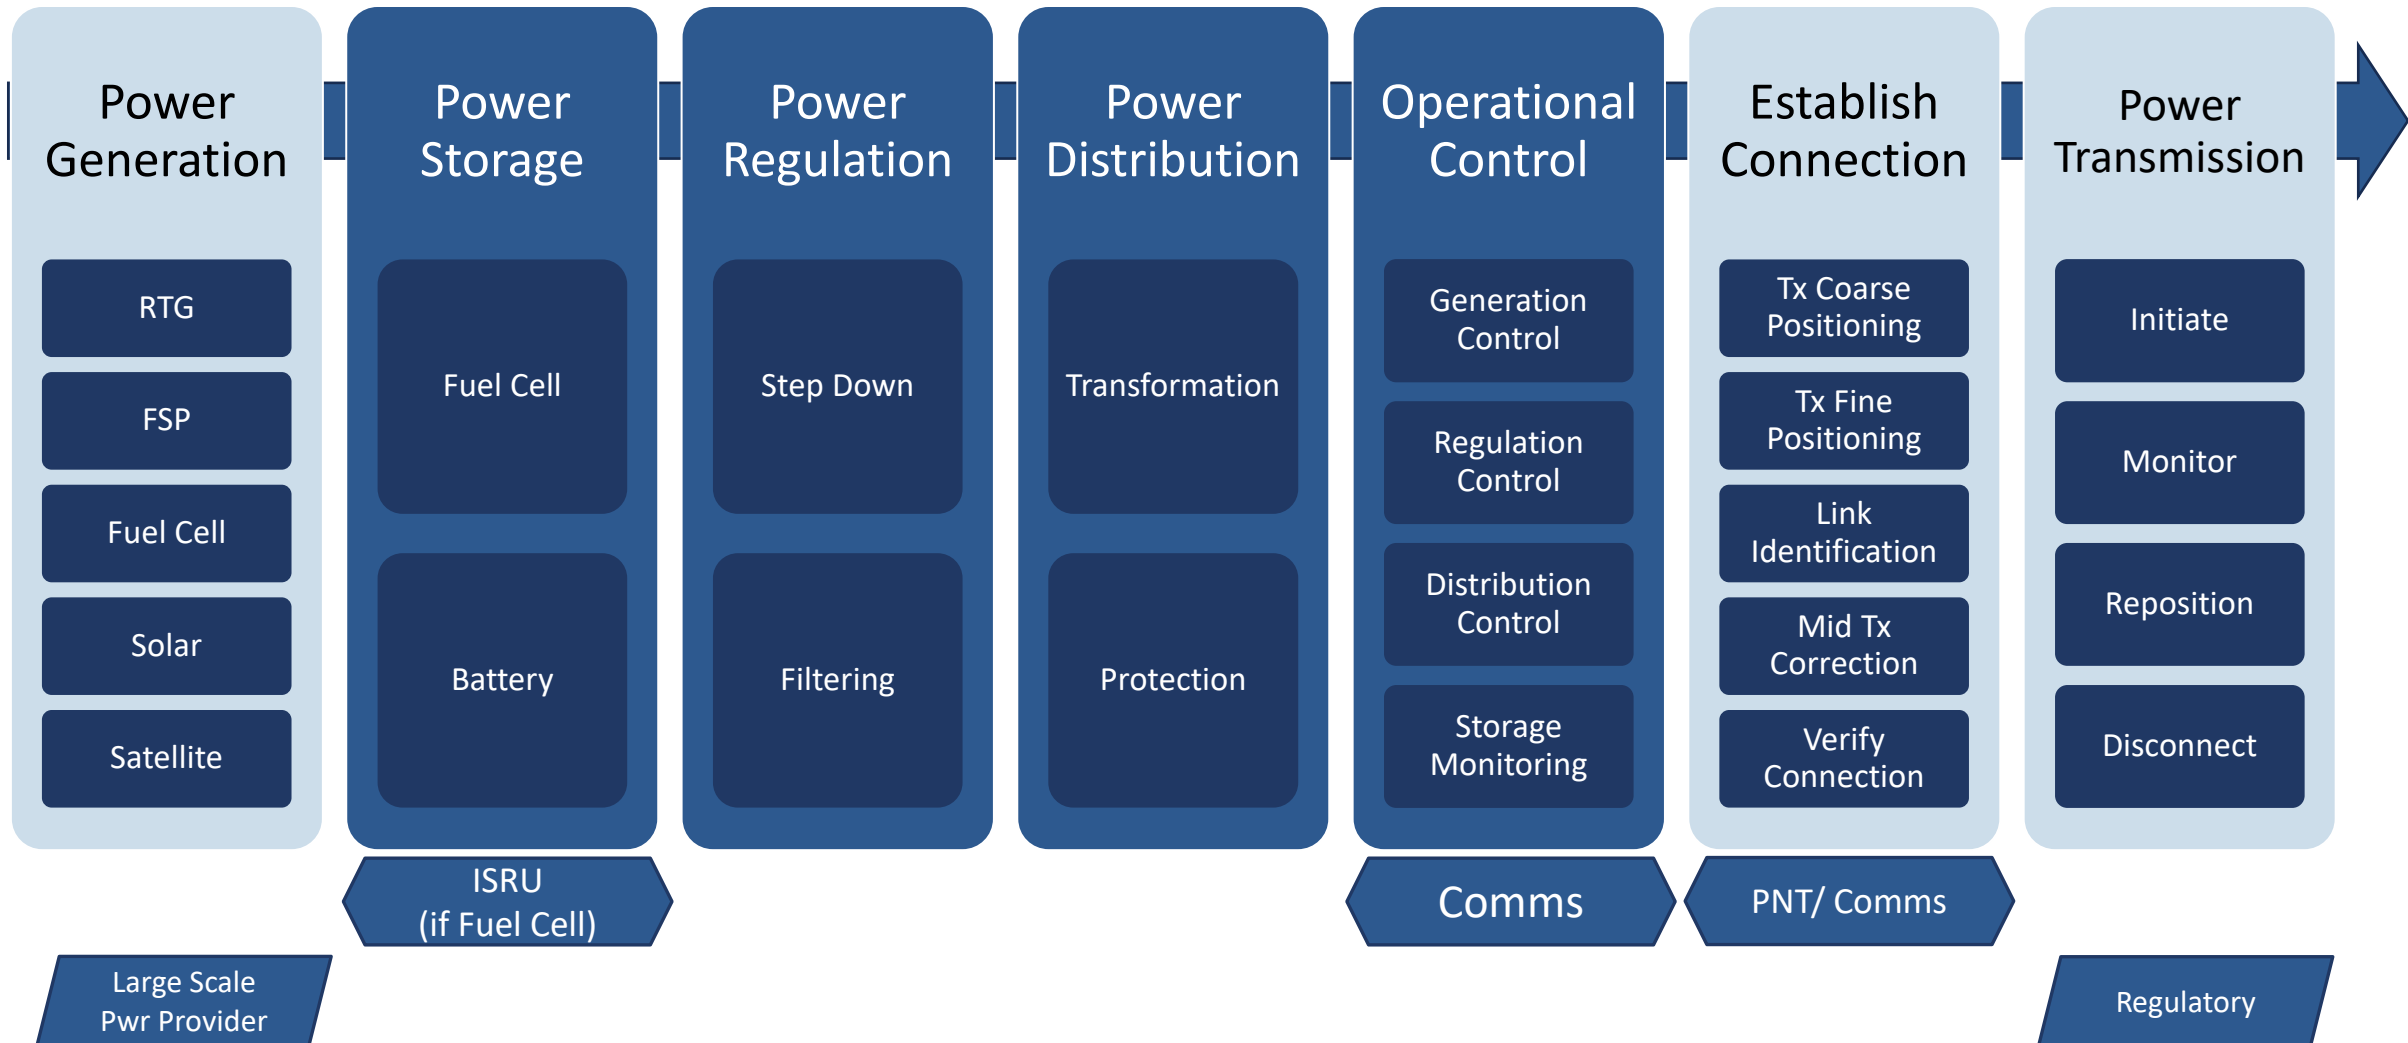 Power
Generation
RTG
FSP
Fuel Cell
Solar
Satellite
Power
Storage
Fuel Cell
Battery
Power
Regulation
Step Down
Filtering
Power
Distribution
Transformation
Protection
Operational
Control
Generation
Control
Regulation
Control
Distribution
Control
Storage
Monitoring
Establish
Connection
Tx Coarse
Positioning
Tx Fine
Positioning
Link
Identification
Mid Tx
Correction
Verify
Connection
Power
Transmission
Initiate
Monitor
Reposition
Disconnect
ISRU
(if Fuel Cell)
Comms
PNT/ Comms
Large Scale
Pwr Provider
Regulatory